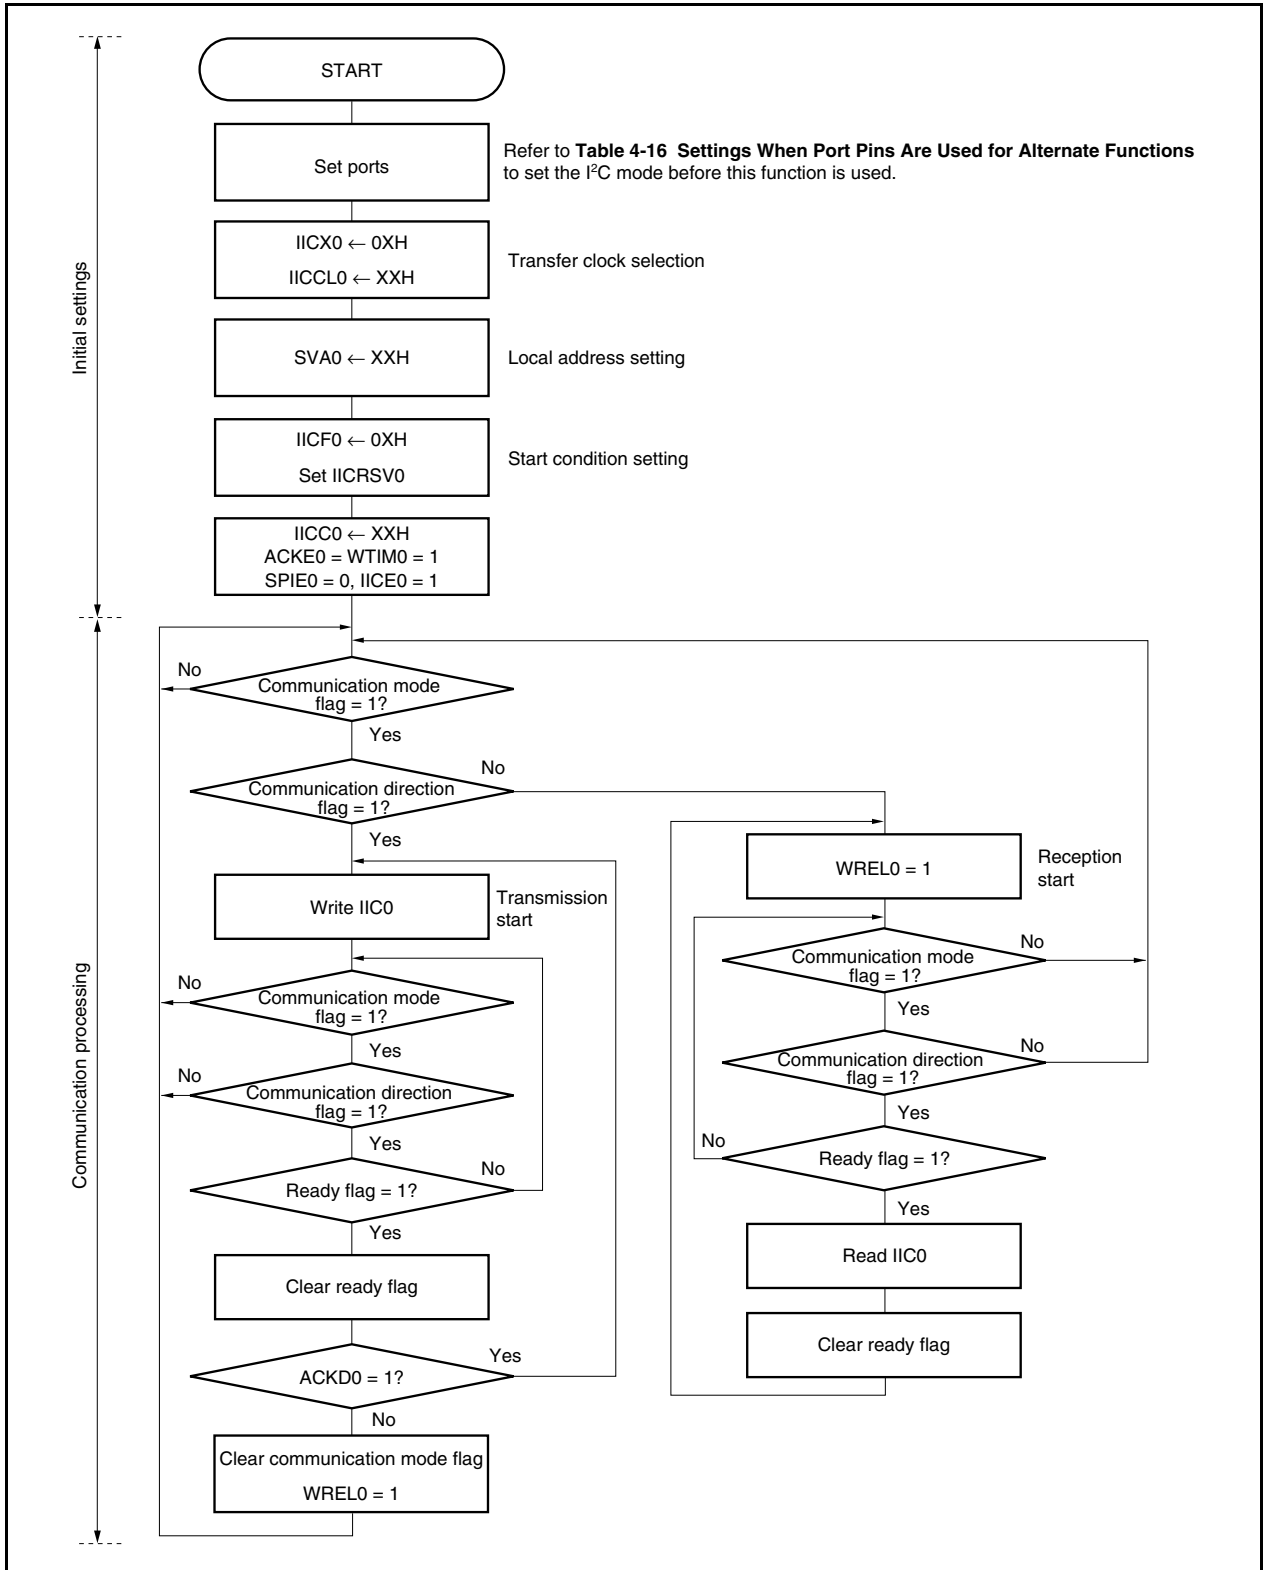 START
Set ports
Refer to Table 4-16 Settings When Port Pins Are Used for Alternate Functions
to set the I²C mode before this function is used.
IICX0 ← 0XH
IICCL0 ← XXH
Transfer clock selection
SVA0 ← XXH
Local address setting
IICF0 ← 0XH
Set IICRSV0
Start condition setting
IICC0 ← XXH
ACKE0 = WTIM0 = 1
SPIE0 = 0, IICE0 = 1
Initial settings
Communication processing
No
Communication mode
flag = 1?
Yes
No
Communication direction
flag = 1?
Yes
Write IIC0
Transmission
start
No
Communication mode
flag = 1?
Yes
No
Communication direction
flag = 1?
Yes
No
Ready flag = 1?
Yes
Clear ready flag
Yes
ACKD0 = 1?
No
Clear communication mode flag
WREL0 = 1
WREL0 = 1
Reception
start
No
Communication mode
flag = 1?
Yes
No
Communication direction
flag = 1?
Yes
No
Ready flag = 1?
Yes
Read IIC0
Clear ready flag